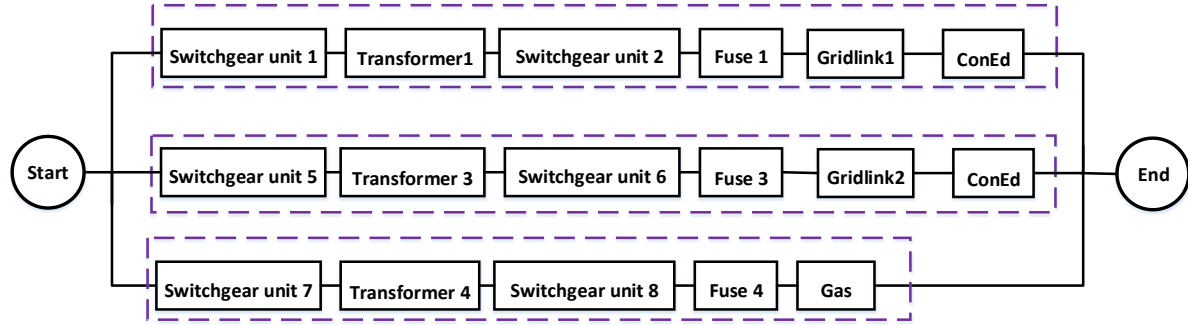 Switchgear unit 1
Transformer1
Switchgear unit 2
Fuse 1
Gridlink1
ConEd
Start
Switchgear unit 5
Transformer 3
Switchgear unit 6
Fuse 3
Gridlink2
ConEd
End
Switchgear unit 7
Transformer 4
Switchgear unit 8
Fuse 4
Gas